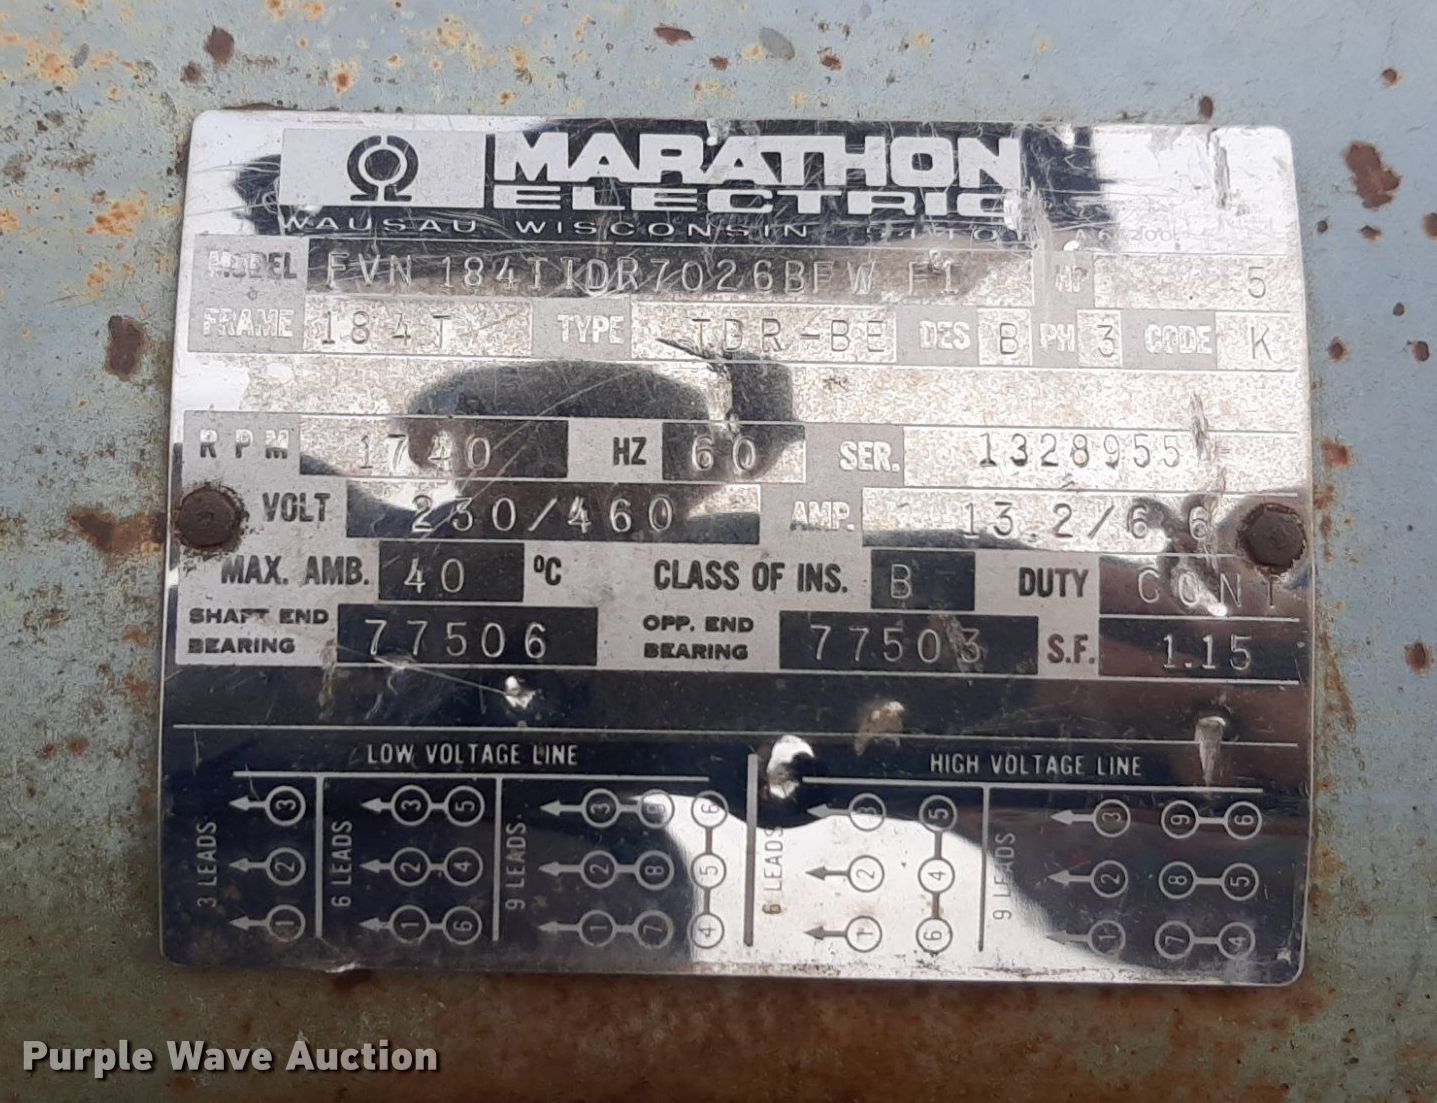 MARATHON
ELECTRIC
WAUSAU WISCONSIN
MODEL EVN 184TTDR7026BFW F1 HP 5
FRAME 184T TYPE TDR-BE DES B PH 3 CODE K
RPM 1740 HZ 60 SER. 1328955
VOLT 230/460 AMP. 13.2/6.6
MAX. AMB. 40 °C CLASS OF INS. B DUTY CONT
SHAFT END BEARING 77506 OPP. END BEARING 77503 S.F. 1.15
LOW VOLTAGE LINE HIGH VOLTAGE LINE
3 LEADS 3 2 1
6 LEADS 3 5 2 4 1 6
9 LEADS 3 9 6 2 8 5 1 7 4
6 LEADS 3 5 2 4 1 6
9 LEADS 3 9 6 2 8 5 1 7 4
Purple Wave Auction